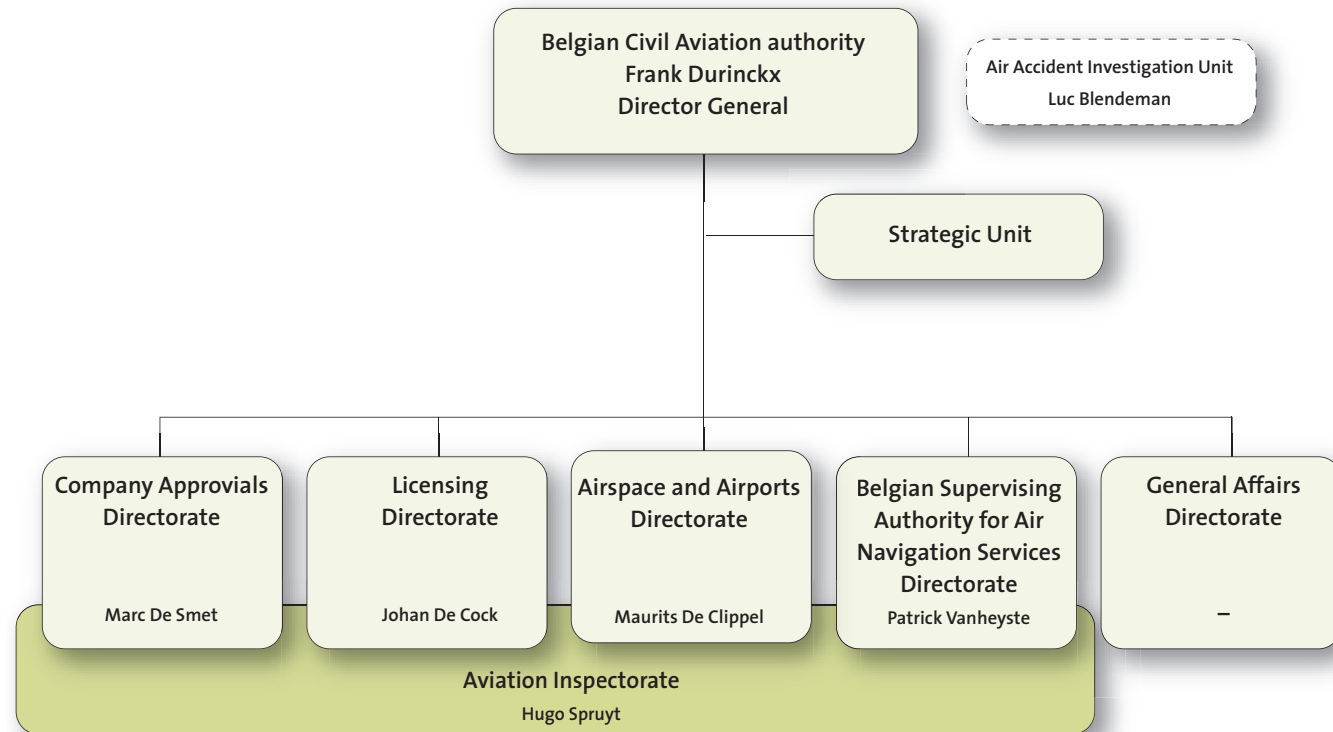 Belgian Civil Aviation authority
Frank Durinckx
Director General
Air Accident Investigation Unit
Luc Blendeman
Strategic Unit
Company Approvials
Directorate
Marc De Smet
Licensing
Directorate
Johan De Cock
Airspace and Airports
Directorate
Maurits De Clippel
Belgian Supervising
Authority for Air
Navigation Services
Directorate
Patrick Vanheyste
General Affairs
Directorate
–
Aviation Inspectorate
Hugo Spruyt